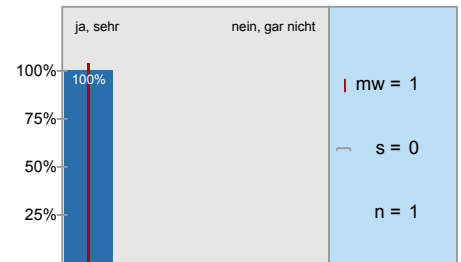 ja, sehr nein, gar nicht
100%
100%
mw = 1
75%
s = 0
50%
25%
n = 1